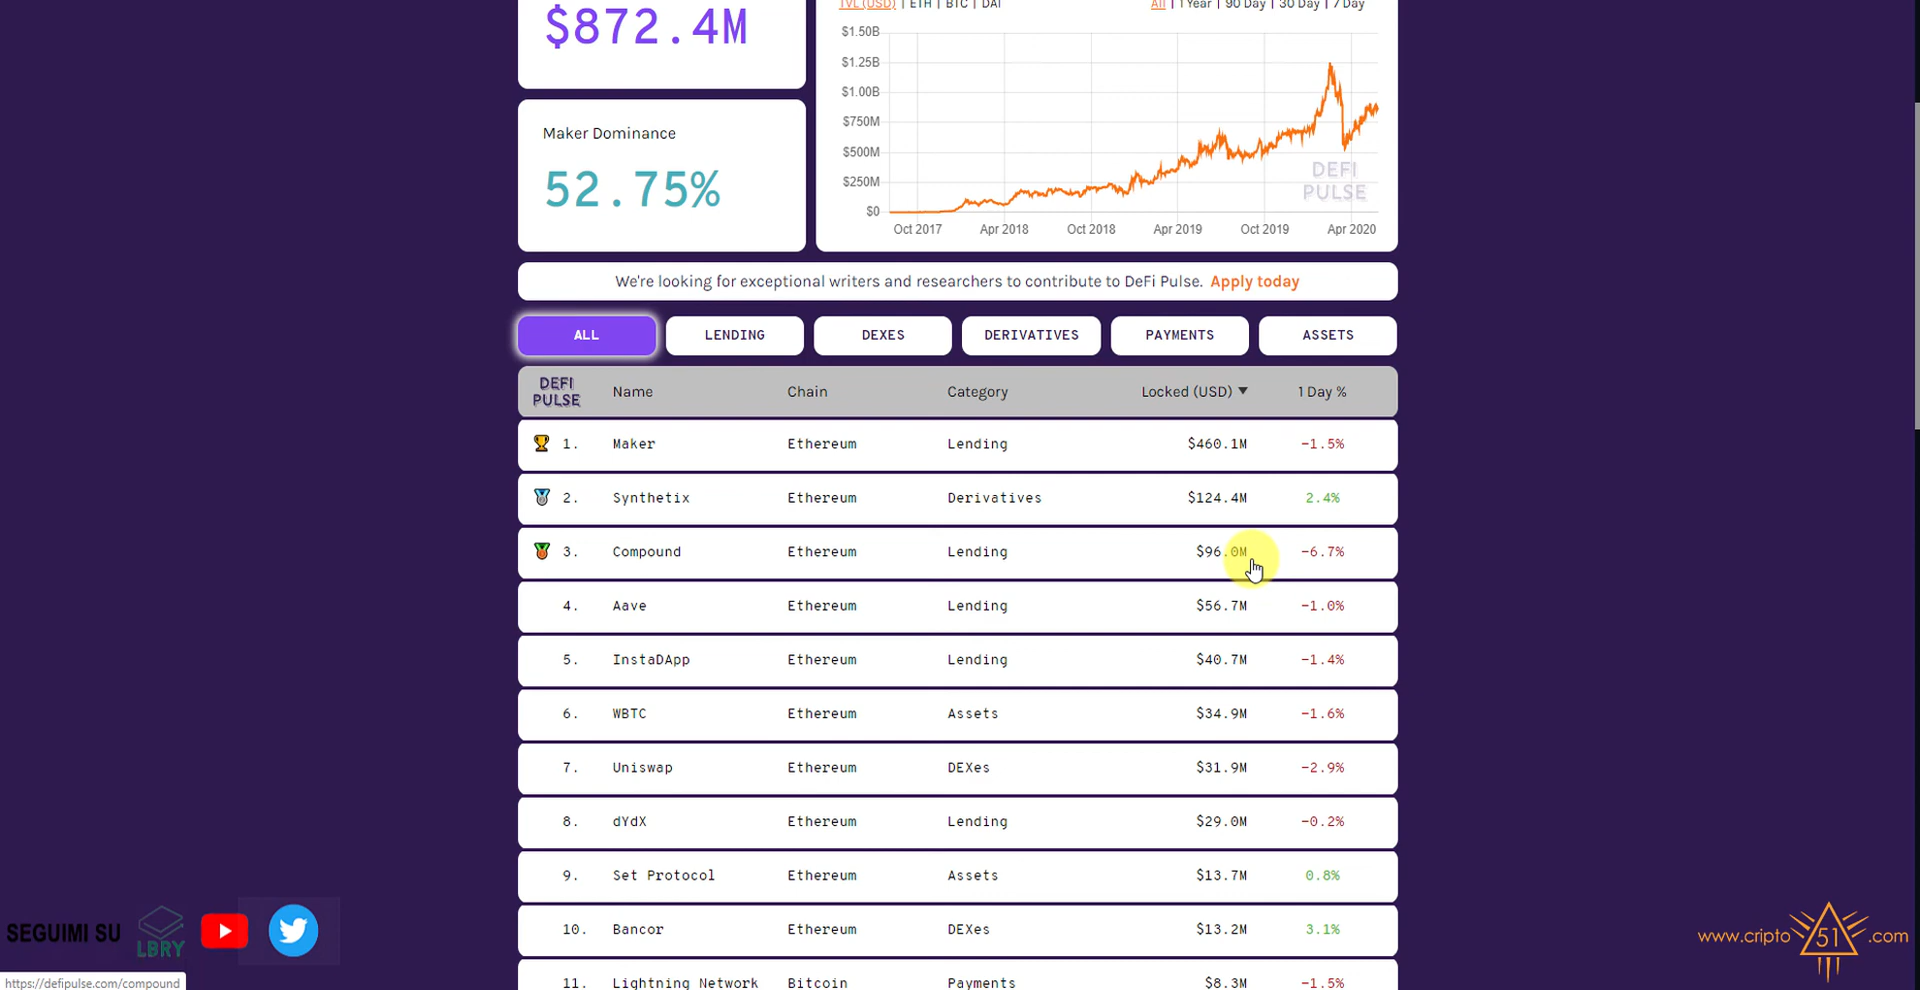 $872.4M
TVL (USD) | ETH | BTC | DAI
All | 1 Year | 90 Day | 30 Day | 7 Day
$1.50B
$1.25B
$1.00B
$750M
$500M
$250M
$0
Oct 2017 Apr 2018 Oct 2018 Apr 2019 Oct 2019 Apr 2020
DEFI
PULSE
Maker Dominance
52.75%
We're looking for exceptional writers and researchers to contribute to DeFi Pulse. Apply today
ALL LENDING DEXES DERIVATIVES PAYMENTS ASSETS
DEFI
PULSE
Name Chain Category Locked (USD) ▼ 1 Day %
1. Maker Ethereum Lending $460.1M -1.5%
2. Synthetix Ethereum Derivatives $124.4M 2.4%
3. Compound Ethereum Lending $96.0M -6.7%
4. Aave Ethereum Lending $56.7M -1.0%
5. InstaDApp Ethereum Lending $40.7M -1.4%
6. WBTC Ethereum Assets $34.9M -1.6%
7. Uniswap Ethereum DEXes $31.9M -2.9%
8. dYdX Ethereum Lending $29.0M -0.2%
9. Set Protocol Ethereum Assets $13.7M 0.8%
10. Bancor Ethereum DEXes $13.2M 3.1%
11. Lightning Network Bitcoin Payments $8.3M -1.5%
SEGUIMI SU
LBRY
www.cripto 51 .com
https://defipulse.com/compound